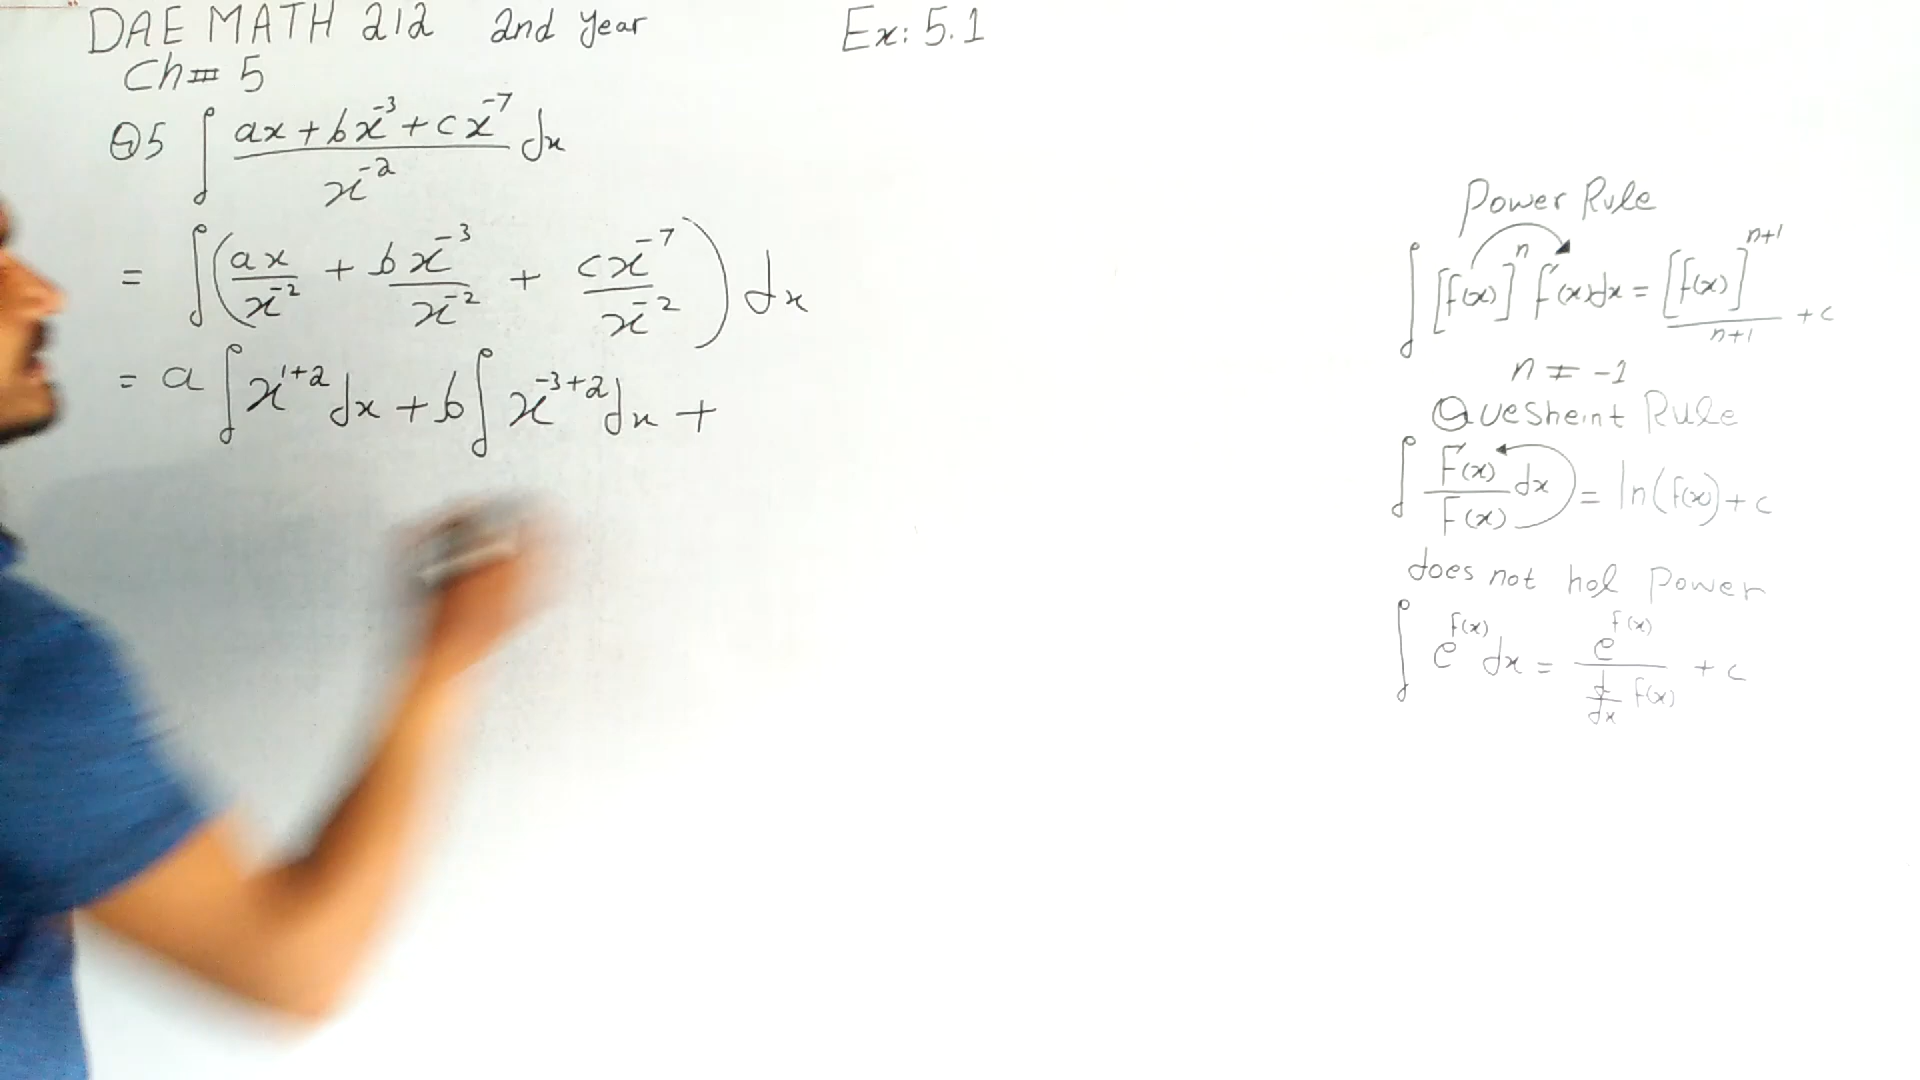 DAE MATH 212 2nd year Ex: 5.1
Ch# 5
Q5 ∫ (ax + bx⁻³ + cx⁻⁷)/x⁻² dx
= ∫(ax/x⁻² + bx⁻³/x⁻² + cx⁻⁷/x⁻²) dx
= a ∫ x¹⁺² dx + b ∫ x⁻³⁺² dx +
Power Rule
∫ [f(x)]ⁿ f'(x)dx = [f(x)]ⁿ⁺¹/n+1 + c
n ≠ -1
Quesheint Rule
∫ F'(x)/F(x) dx = ln(f(x)) + c
does not hol Power
∫ e^f(x) dx = e^f(x)/(d/dx f(x)) + c